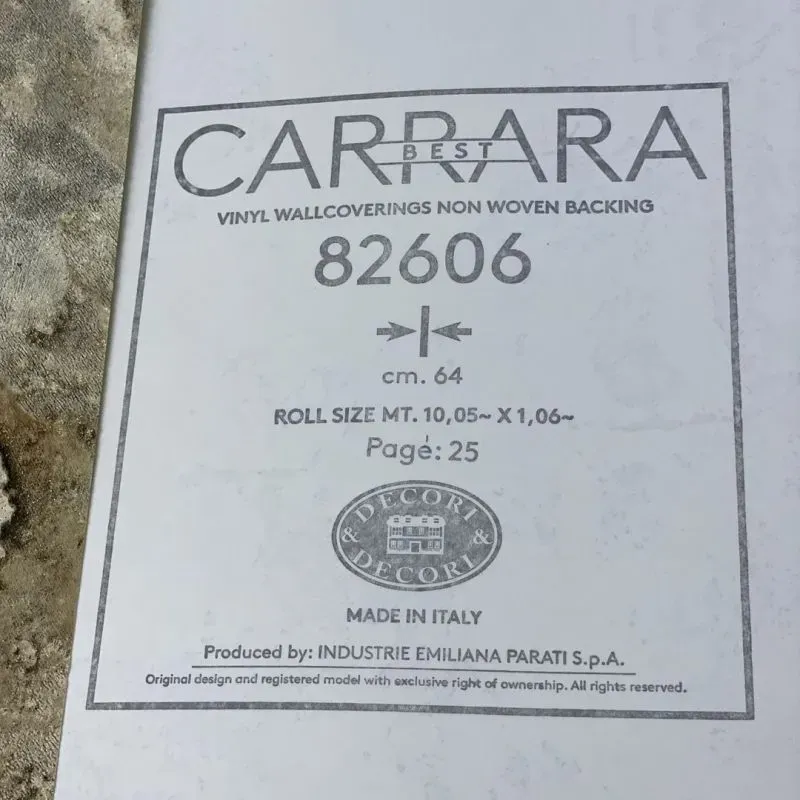 CARRARA
BEST
VINYL WALLCOVERINGS NON WOVEN BACKING
82606
cm. 64
ROLL SIZE MT. 10,05~ X 1,06~
Page: 25
DECORI
& &
DECORI
MADE IN ITALY
Produced by: INDUSTRIE EMILIANA PARATI S.p.A.
Original design and registered model with exclusive right of ownership. All rights reserved.